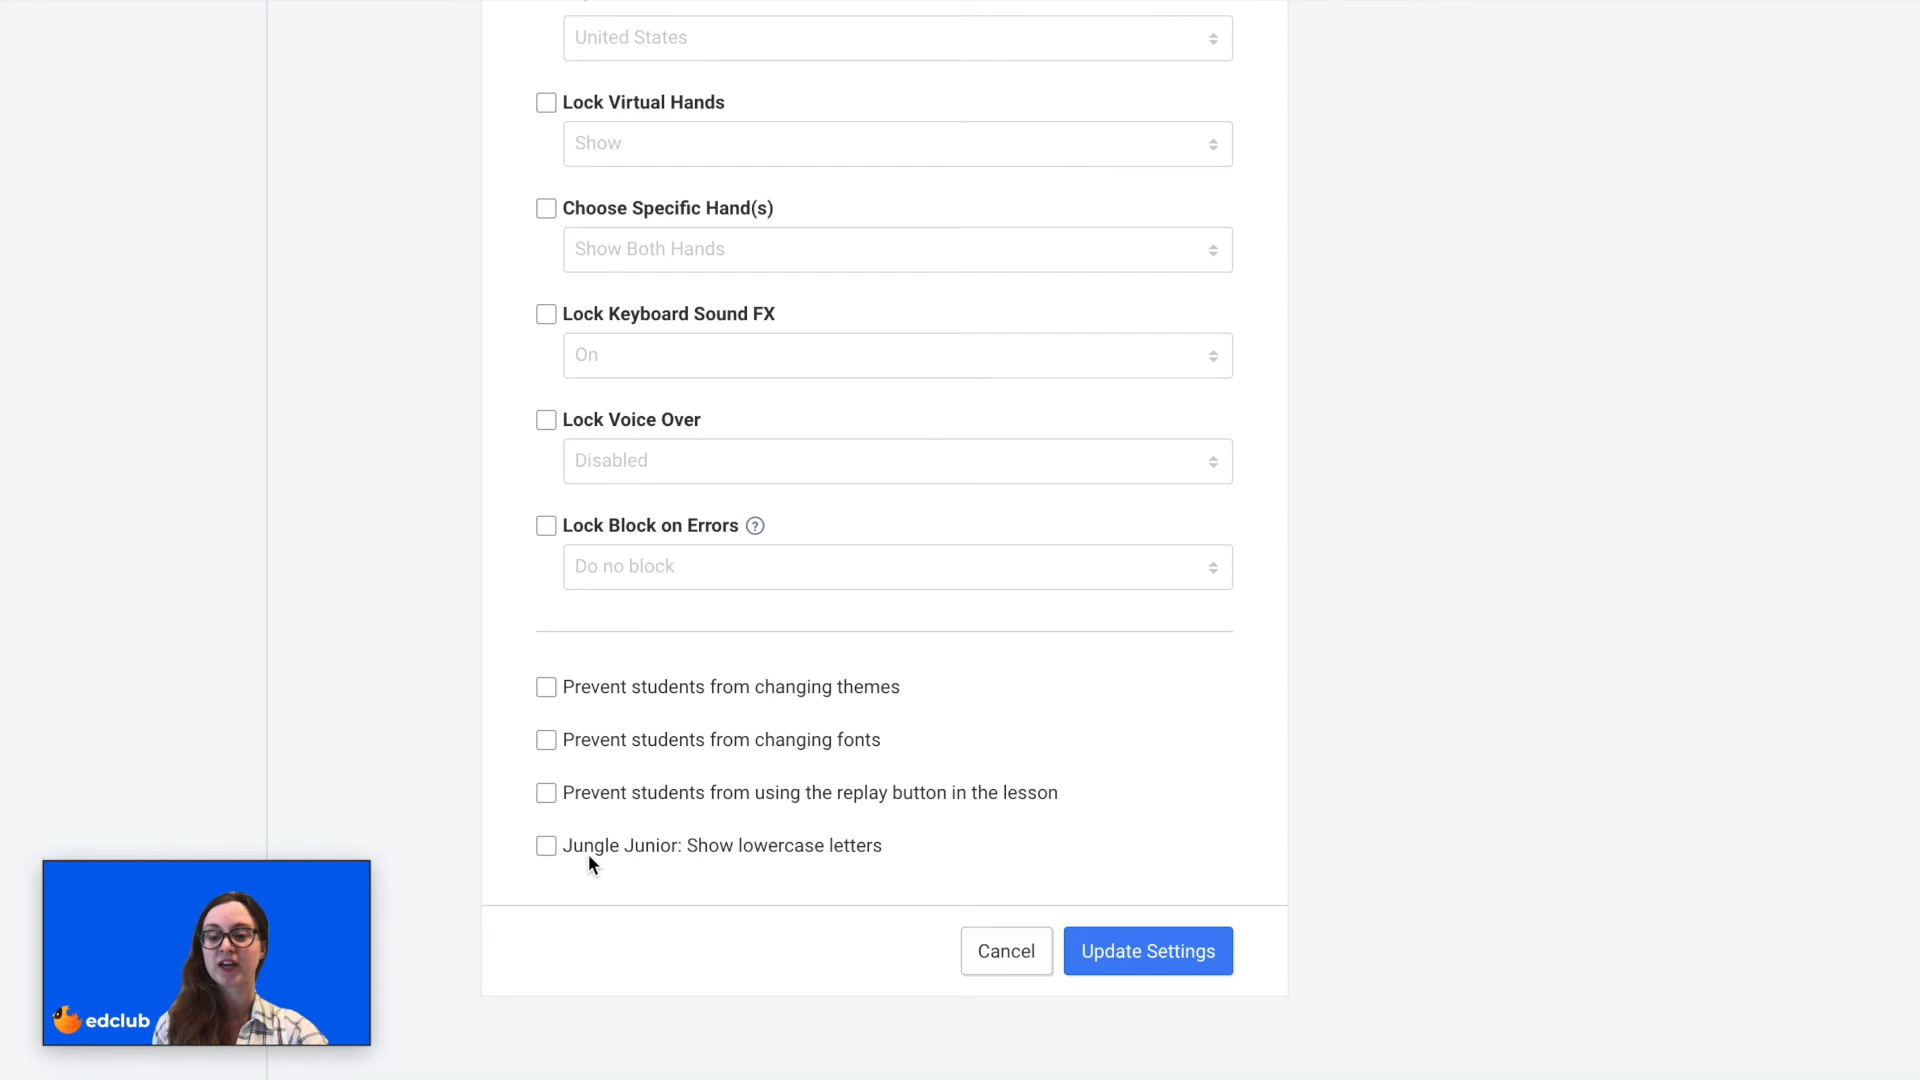 United States
Lock Virtual Hands
Show
Choose Specific Hand(s)
Show Both Hands
Lock Keyboard Sound FX
On
Lock Voice Over
Disabled
Lock Block on Errors ?
Do no block
Prevent students from changing themes
Prevent students from changing fonts
Prevent students from using the replay button in the lesson
Jungle Junior: Show lowercase letters
Cancel
Update Settings
edclub